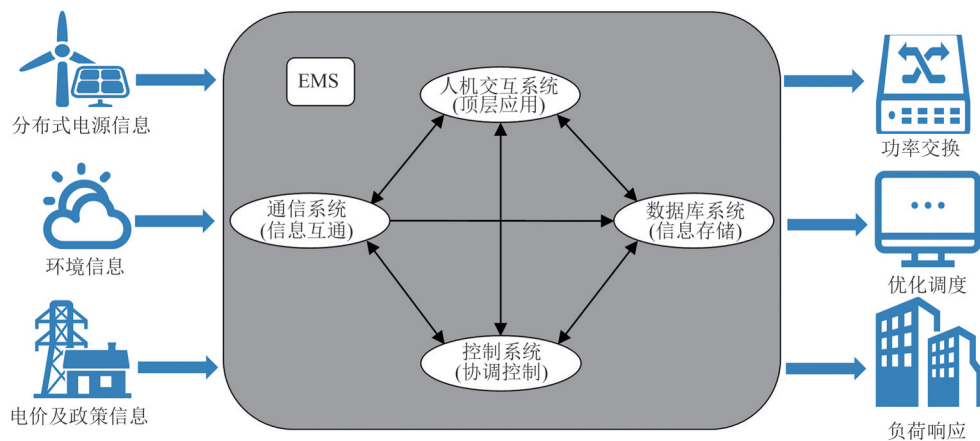 EMS
人机交互系统
(顶层应用)
分布式电源信息
功率交换
通信系统
(信息互通)
数据库系统
(信息存储)
环境信息
优化调度
控制系统
(协调控制)
电价及政策信息
负荷响应